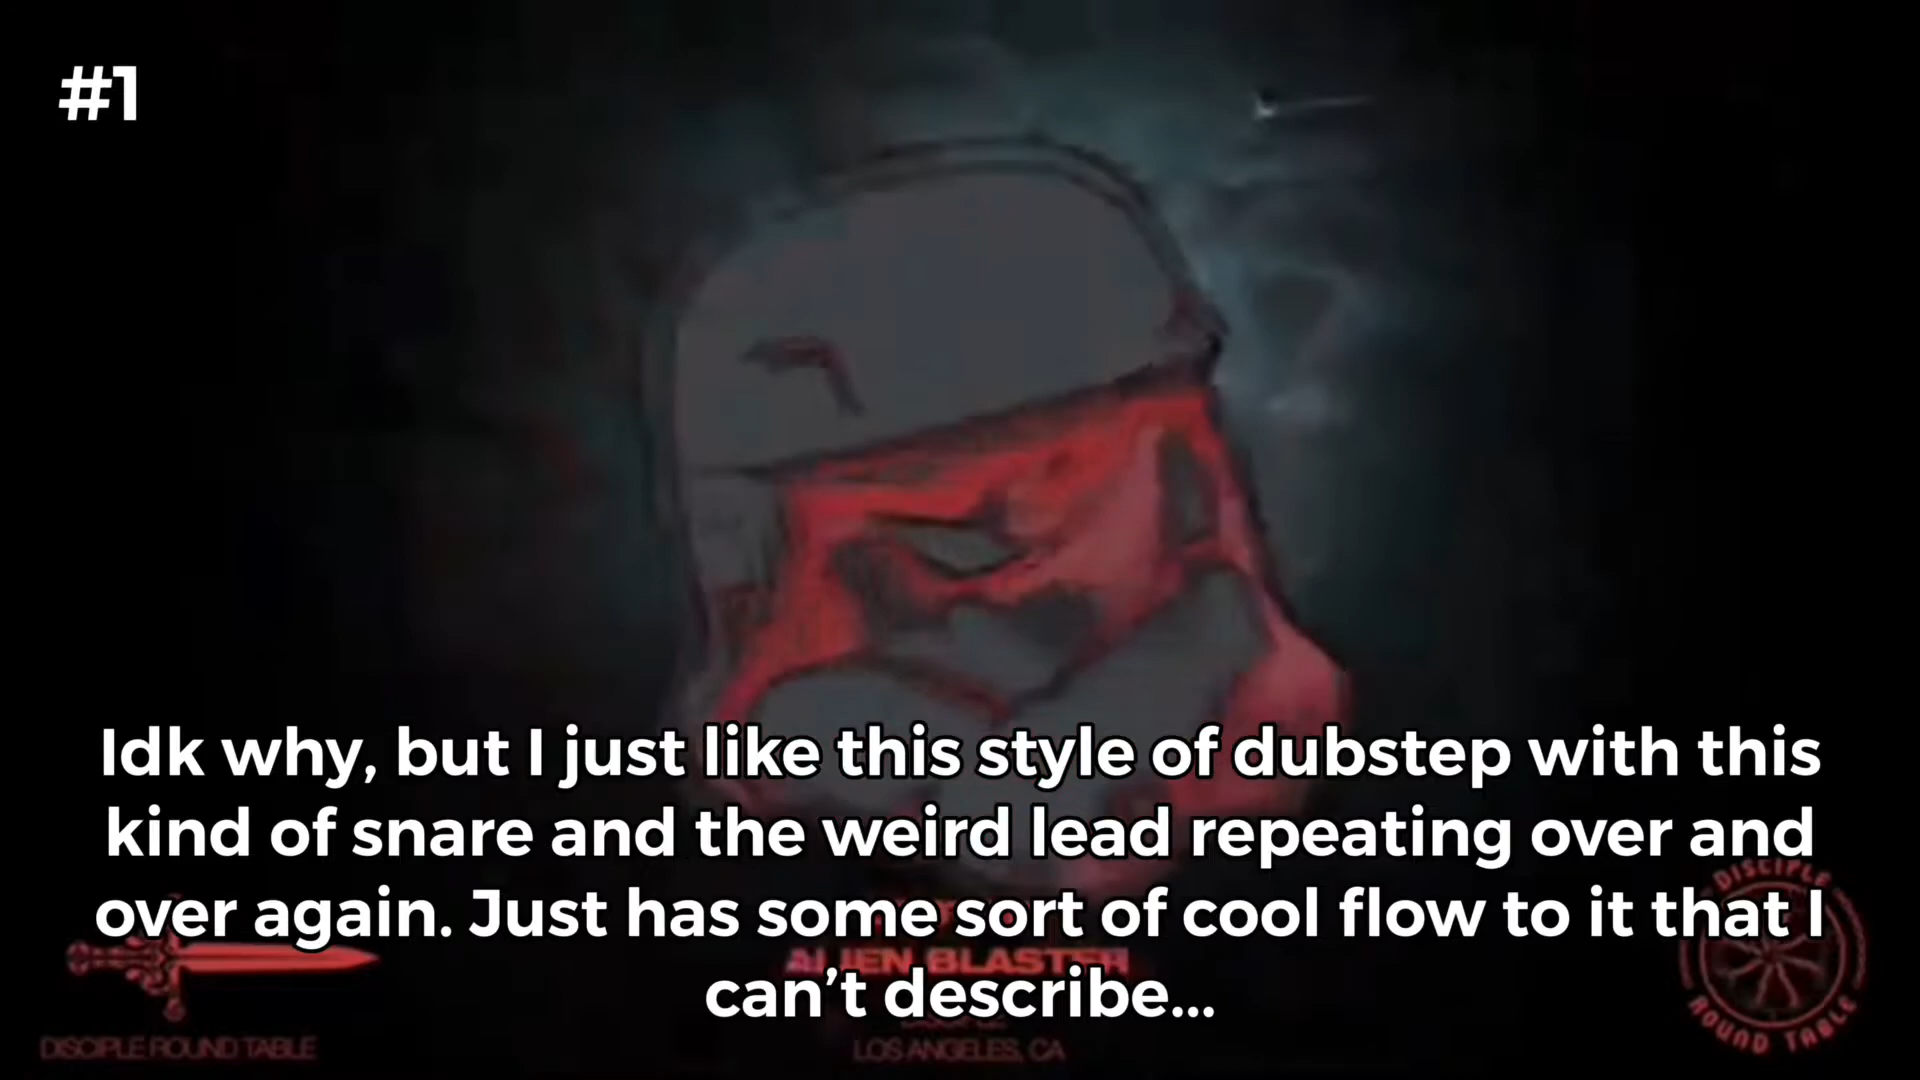 #1
Idk why, but I just like this style of dubstep with this
kind of snare and the weird lead repeating over and
over again. Just has some sort of cool flow to it that I
can't describe...
ALIEN BLASTER
DISCIPLE ROUND TABLE
LOS ANGELES, CA
DISCIPLE
ROUND TABLE